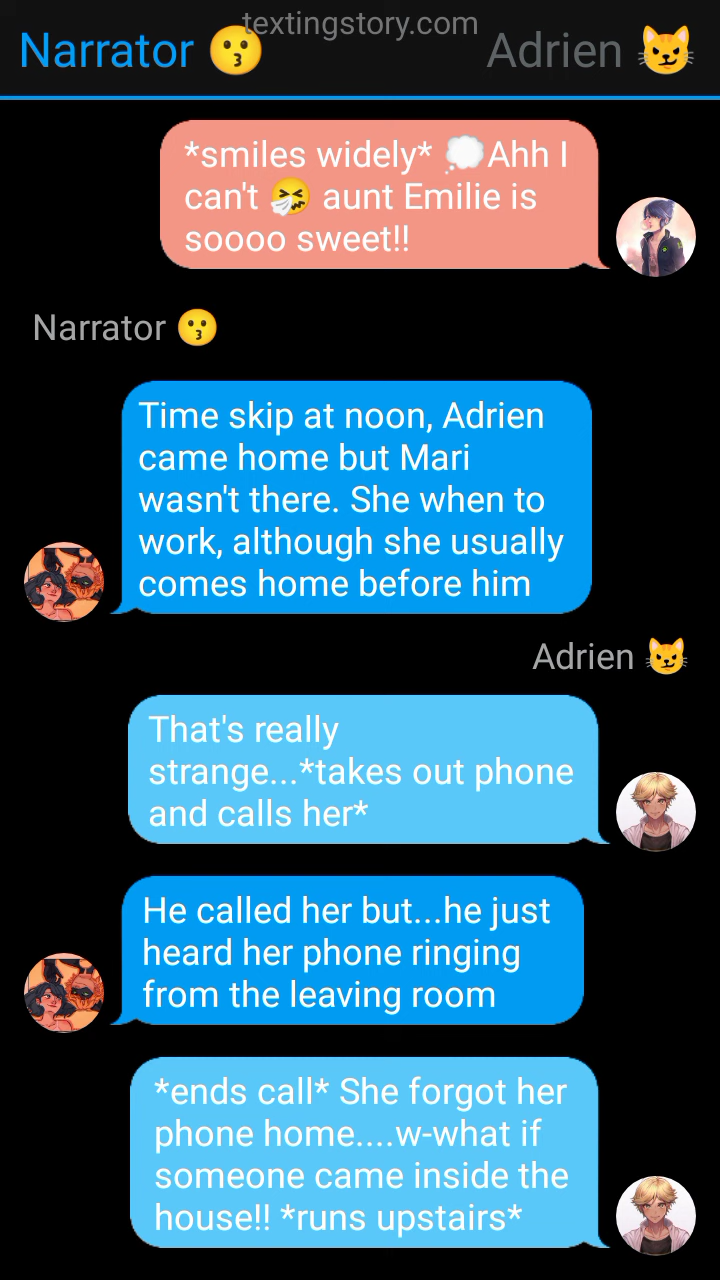 textingstory.com
Narrator 😗 Adrien 😼
*smiles widely* 💭Ahh I
can't 🤧 aunt Emilie is
soooo sweet!!
Narrator 😗
Time skip at noon, Adrien
came home but Mari
wasn't there. She when to
work, although she usually
comes home before him
Adrien 😼
That's really
strange...*takes out phone
and calls her*
He called her but...he just
heard her phone ringing
from the leaving room
*ends call* She forgot her
phone home....w-what if
someone came inside the
house!! *runs upstairs*